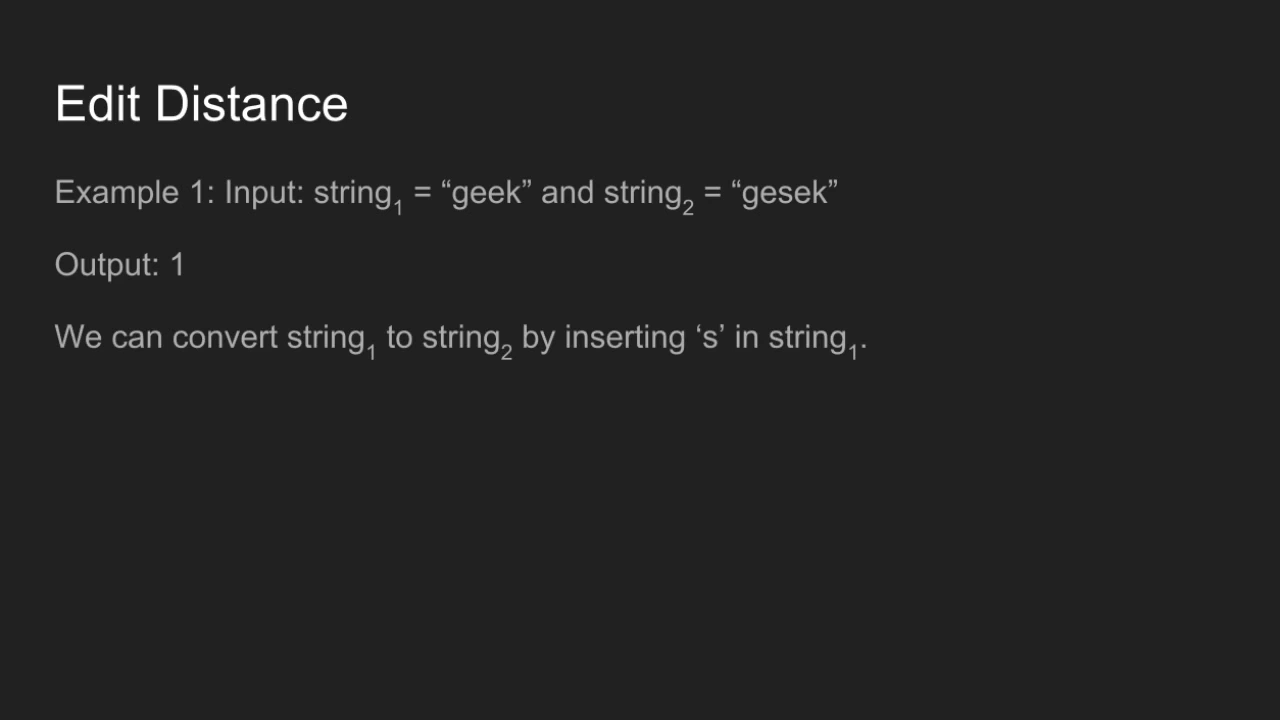 Edit Distance
Example 1: Input: string₁ = “geek” and string₂ = “gesek”
Output: 1
We can convert string₁ to string₂ by inserting ‘s’ in string₁.